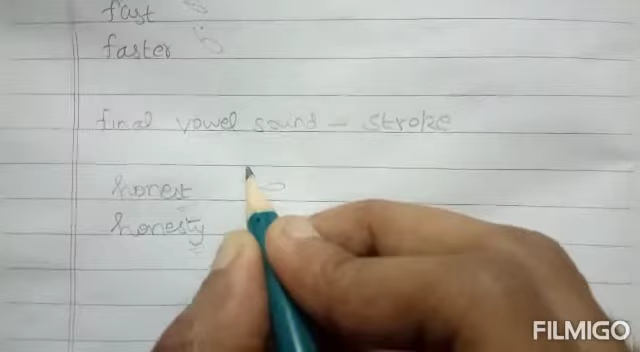 fast
faster
final vowel sound - stroke
honest
honesty
FILMIGO